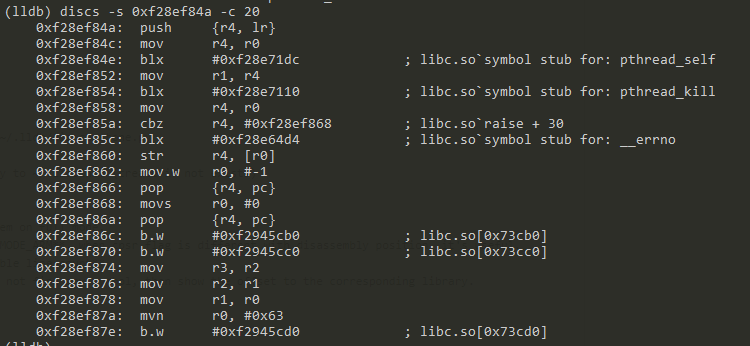 (lldb) discs -s 0xf28ef84a -c 20
0xf28ef84a: push {r4, lr}
0xf28ef84c: mov r4, r0
0xf28ef84e: blx #0xf28e71dc ; libc.so`symbol stub for: pthread_self
0xf28ef852: mov r1, r4
0xf28ef854: blx #0xf28e7110 ; libc.so`symbol stub for: pthread_kill
0xf28ef858: mov r4, r0
0xf28ef85a: cbz r4, #0xf28ef868 ; libc.so`raise + 30
0xf28ef85c: blx #0xf28e64d4 ; libc.so`symbol stub for: __errno
0xf28ef860: str r4, [r0]
0xf28ef862: mov.w r0, #-1
0xf28ef866: pop {r4, pc}
0xf28ef868: movs r0, #0
0xf28ef86a: pop {r4, pc}
0xf28ef86c: b.w #0xf2945cb0 ; libc.so[0x73cb0]
0xf28ef870: b.w #0xf2945cc0 ; libc.so[0x73cc0]
0xf28ef874: mov r3, r2
0xf28ef876: mov r2, r1
0xf28ef878: mov r1, r0
0xf28ef87a: mvn r0, #0x63
0xf28ef87e: b.w #0xf2945cd0 ; libc.so[0x73cd0]
(lldb)